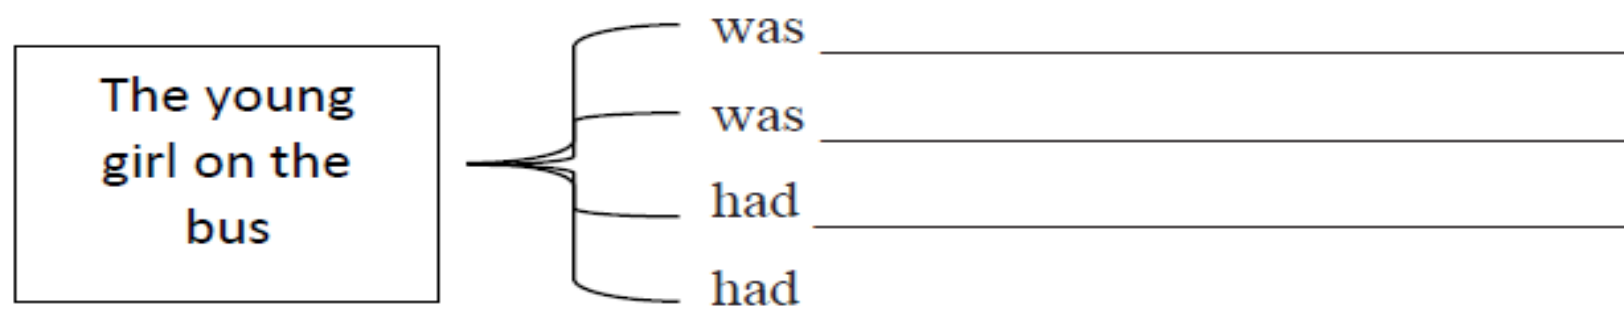 The young
girl on the
bus
was
was
had
had